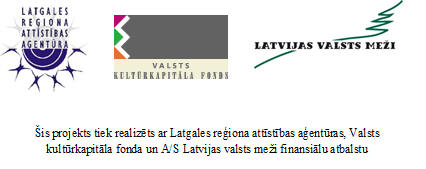 LATGALES
REĢIONA
ATTĪSTĪBAS
AĢENTŪRA
VALSTS
KULTŪRKAPITĀLA FONDS
LATVIJAS VALSTS MEŽI
Šis projekts tiek realizēts ar Latgales reģiona attīstības aģentūras, Valsts
kultūrkapitāla fonda un A/S Latvijas valsts meži finansiālu atbalstu